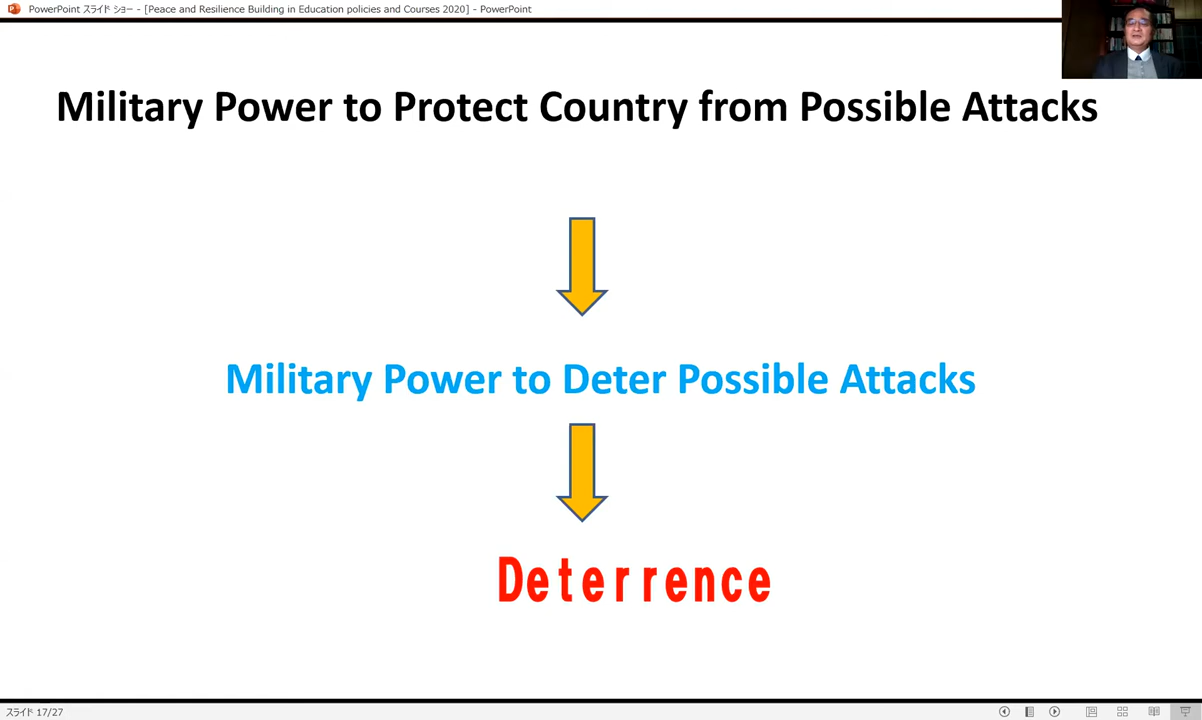 PowerPoint スライド ショー - [Peace and Resilience Building in Education policies and Courses 2020] - PowerPoint
Military Power to Protect Country from Possible Attacks
Military Power to Deter Possible Attacks
Deterrence
スライド 17/27